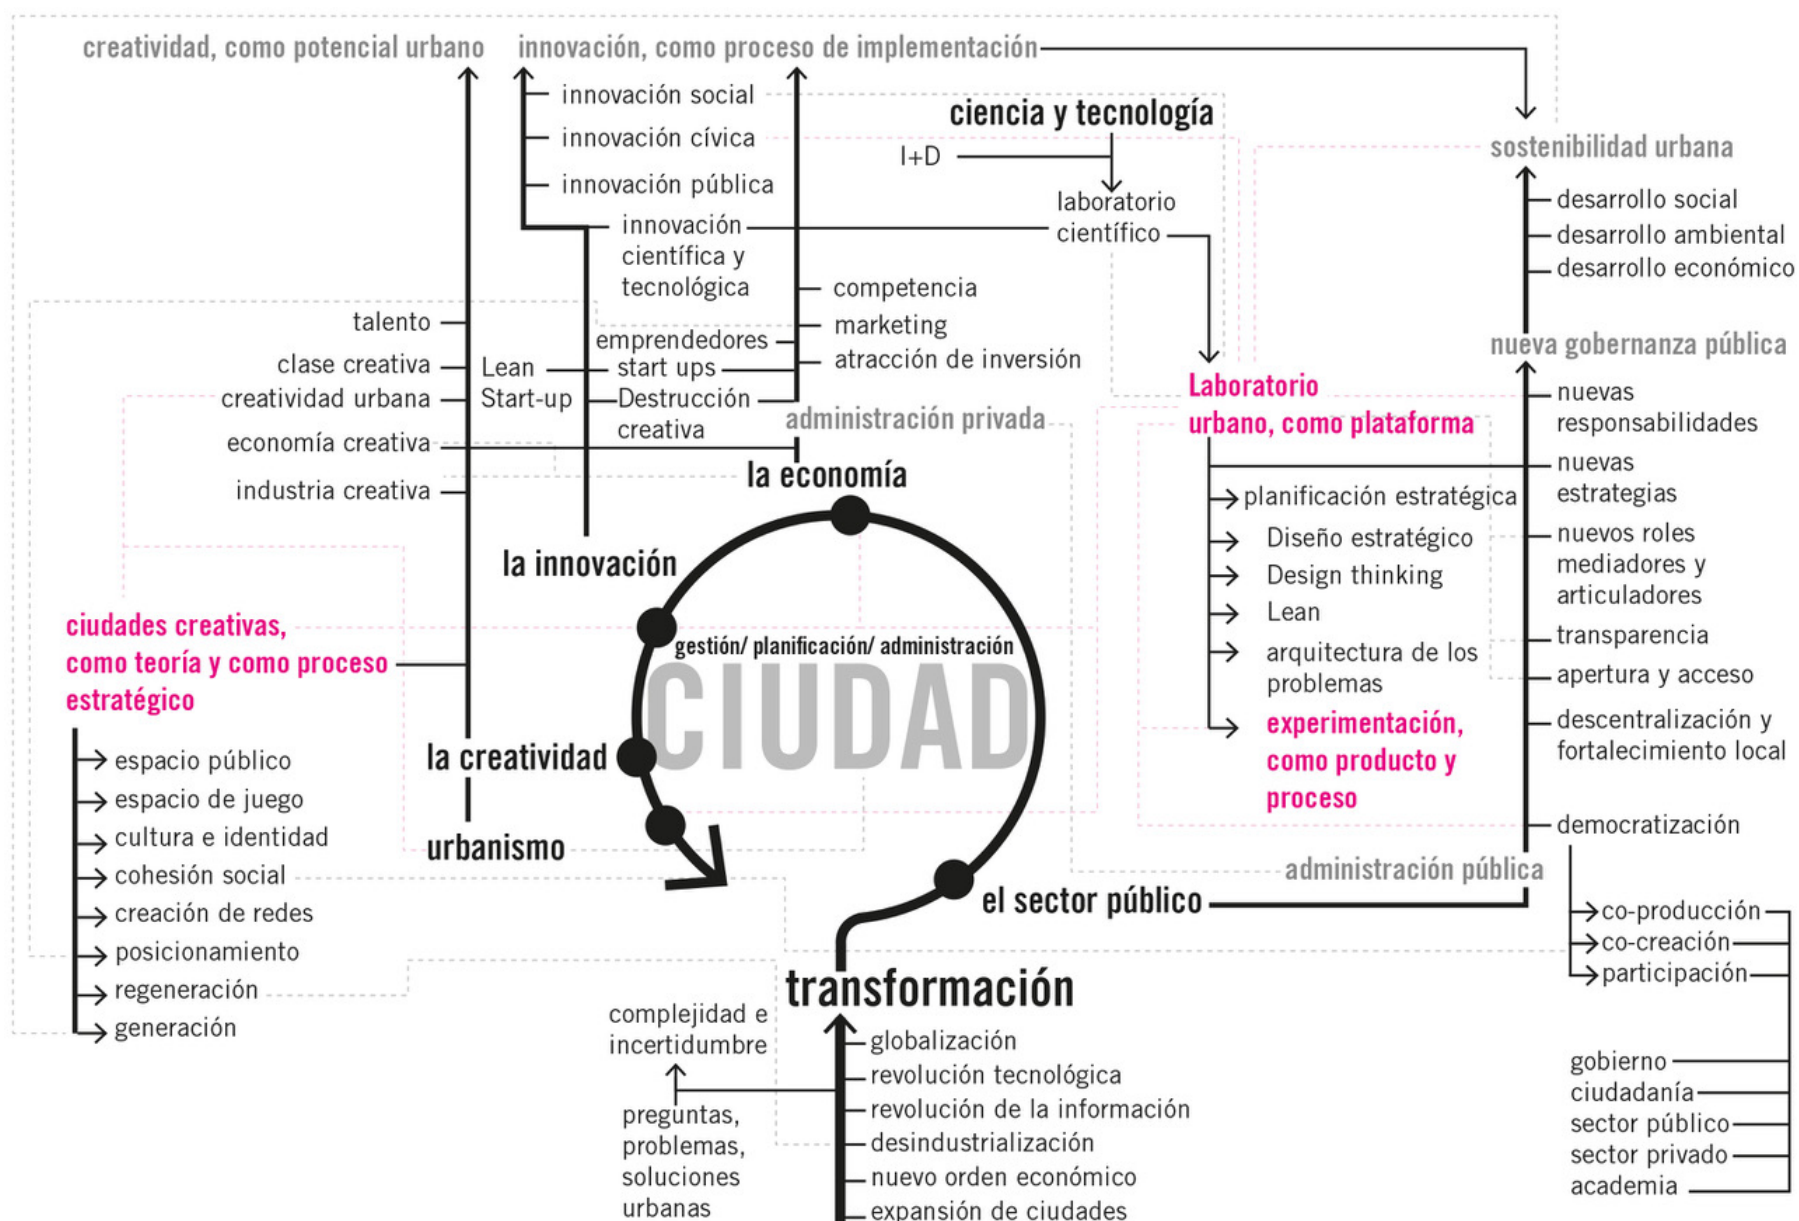 creatividad, como potencial urbano
innovación, como proceso de implementación
innovación social
innovación cívica
innovación pública
innovación
científica y
tecnológica
ciencia y tecnología
I+D
laboratorio
científico
sostenibilidad urbana
desarrollo social
desarrollo ambiental
desarrollo económico
talento
clase creativa
creatividad urbana
economía creativa
industria creativa
Lean
Start-up
emprendedores
start ups
Destrucción
creativa
competencia
marketing
atracción de inversión
administración privada
la economía
la innovación
Laboratorio
urbano, como plataforma
planificación estratégica
Diseño estratégico
Design thinking
Lean
arquitectura de los
problemas
experimentación,
como producto y
proceso
nueva gobernanza pública
nuevas
responsabilidades
nuevas
estrategias
nuevos roles
mediadores y
articuladores
transparencia
apertura y acceso
descentralización y
fortalecimiento local
democratización
ciudades creativas,
como teoría y como proceso
estratégico
espacio público
espacio de juego
cultura e identidad
cohesión social
creación de redes
posicionamiento
regeneración
generación
gestión/ planificación/ administración
CIUDAD
la creatividad
urbanismo
el sector público
administración pública
co-producción
co-creación
participación
gobierno
ciudadanía
sector público
sector privado
academia
transformación
complejidad e
incertidumbre
preguntas,
problemas,
soluciones
urbanas
globalización
revolución tecnológica
revolución de la información
desindustrialización
nuevo orden económico
expansión de ciudades